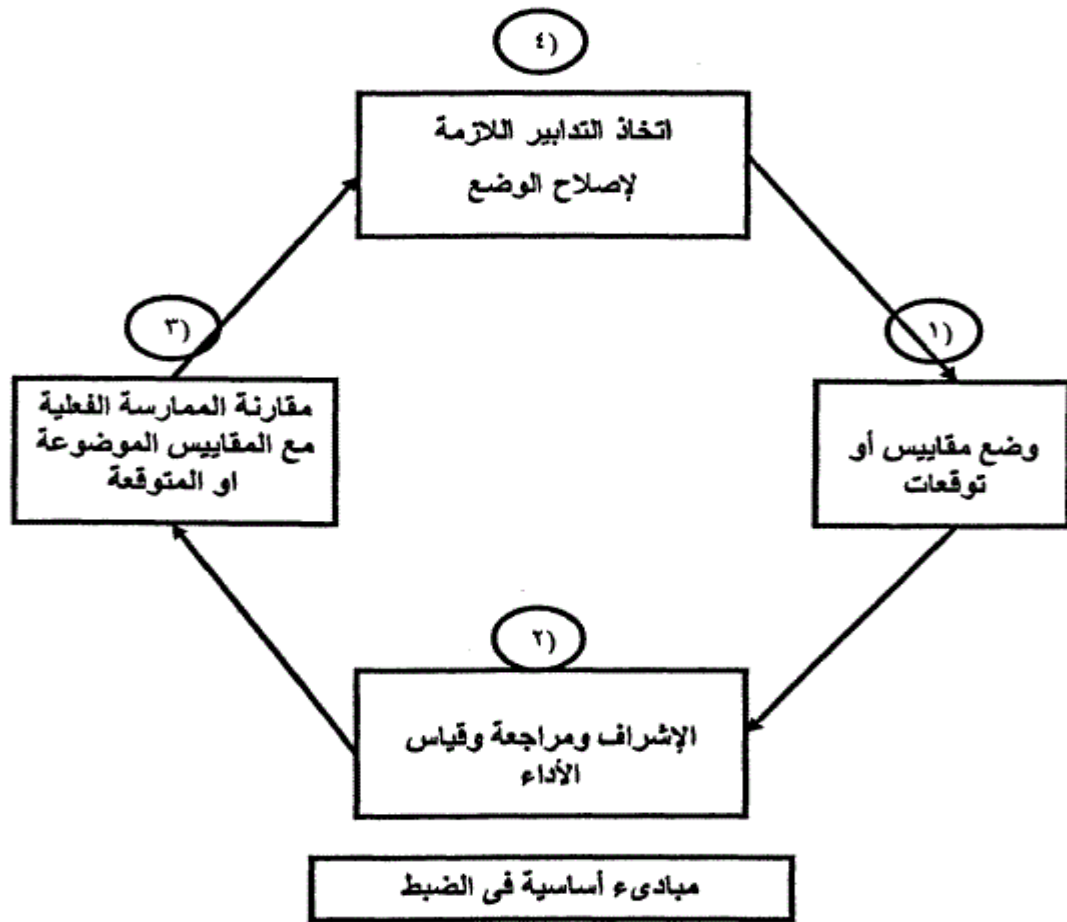 (٤
اتخاذ التدابير اللازمة
لإصلاح الوضع
(١
وضع مقاييس أو
توقعات
(٢
الإشراف ومراجعة وقياس
الأداء
(٣
مقارنة الممارسة الفعلية
مع المقاييس الموضوعة
او المتوقعة
مبادىء أساسية فى الضبط